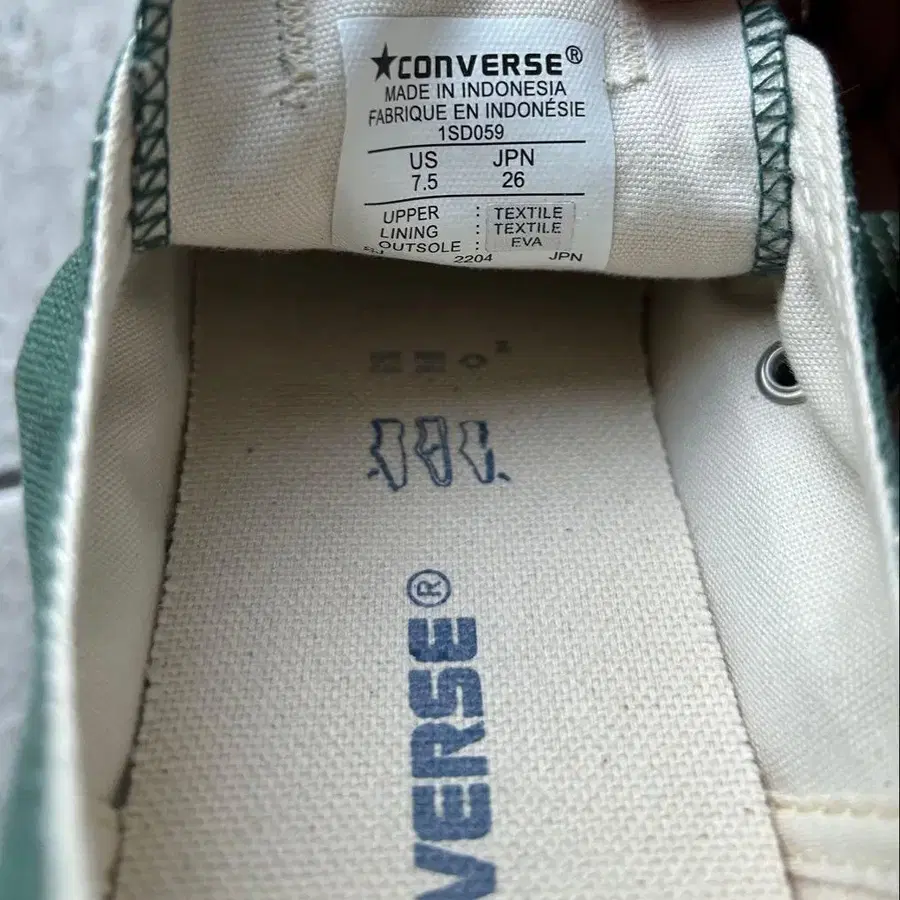 ★CONVERSE®
MADE IN INDONESIA
FABRIQUE EN INDONÉSIE
1SD059
US JPN
7.5 26
UPPER : TEXTILE
LINING : TEXTILE
OUTSOLE : EVA
2204 JPN
VERSE®